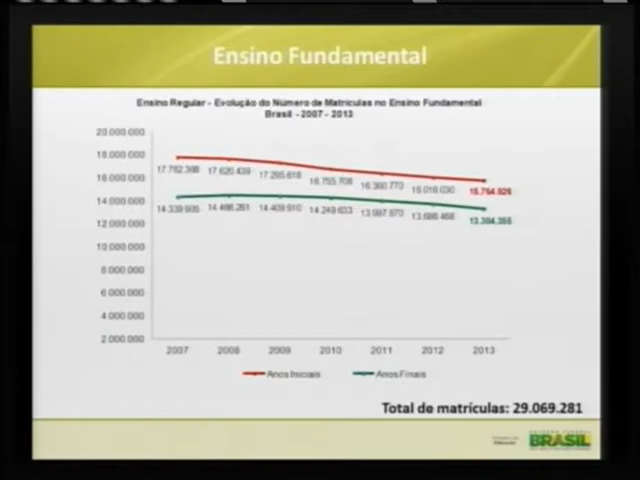 Ensino Fundamental
Ensino Regular - Evolução do Número de Matrículas no Ensino Fundamental
Brasil - 2007 - 2013
20.000.000
18.000.000
16.000.000
14.000.000
12.000.000
10.000.000
8.000.000
6.000.000
4.000.000
2.000.000
17.782.368 17.620.439 17.295.618 16.755.708 16.360.770 16.016.030 15.764.926
14.339.905 14.466.261 14.409.910 14.249.633 13.997.870 13.686.468 13.304.355
2007 2008 2009 2010 2011 2012 2013
Anos Iniciais Anos Finais
Total de matrículas: 29.069.281
BRASIL